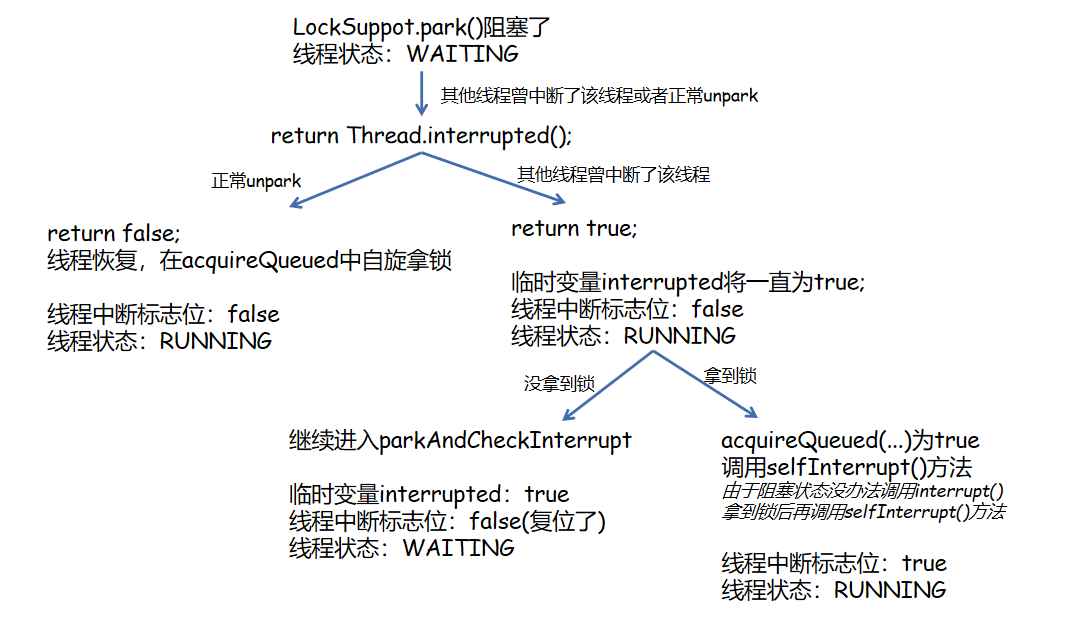 LockSuppot.park()阻塞了
线程状态：WAITING
其他线程曾中断了该线程或者正常unpark
return Thread.interrupted();
正常unpark
其他线程曾中断了该线程
return false;
线程恢复，在acquireQueued中自旋拿锁
线程中断标志位：false
线程状态：RUNNING
return true;
临时变量interrupted将一直为true;
线程中断标志位：false
线程状态：RUNNING
没拿到锁
拿到锁
继续进入parkAndCheckInterrupt
临时变量interrupted：true
线程中断标志位：false(复位了)
线程状态：WAITING
acquireQueued(...)为true
调用selfInterrupt()方法
由于阻塞状态没办法调用interrupt()
拿到锁后再调用selfInterrupt()方法
线程中断标志位：true
线程状态：RUNNING